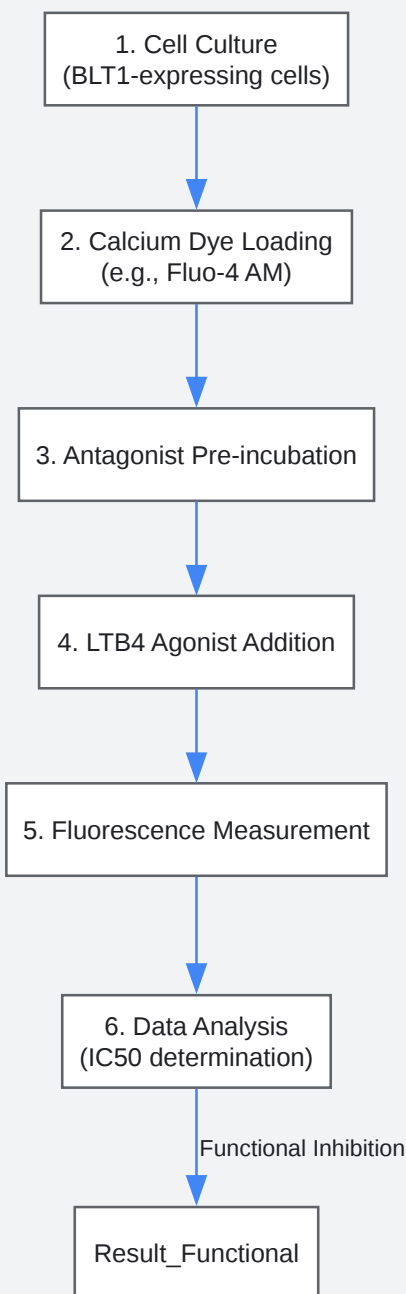 1. Cell Culture
(BLT1-expressing cells)
2. Calcium Dye Loading
(e.g., Fluo-4 AM)
3. Antagonist Pre-incubation
4. LTB4 Agonist Addition
5. Fluorescence Measurement
6. Data Analysis
(IC50 determination)
Functional Inhibition
Result_Functional